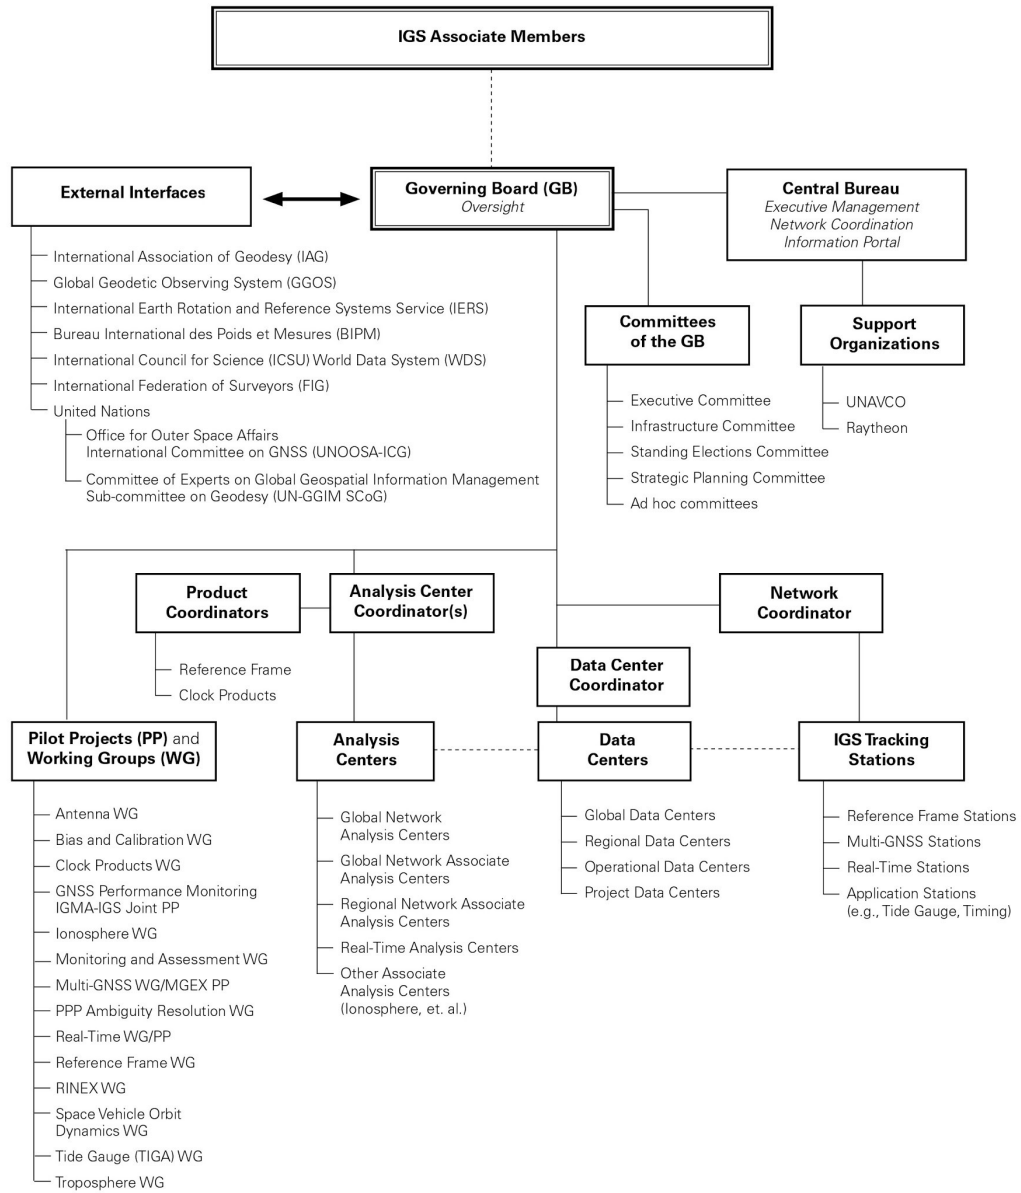 IGS Associate Members
External Interfaces
Governing Board (GB)
Oversight
Central Bureau
Executive Management
Network Coordination
Information Portal
International Association of Geodesy (IAG)
Global Geodetic Observing System (GGOS)
International Earth Rotation and Reference Systems Service (IERS)
Bureau International des Poids et Mesures (BIPM)
International Council for Science (ICSU) World Data System (WDS)
International Federation of Surveyors (FIG)
United Nations
Office for Outer Space Affairs
International Committee on GNSS (UNOOSA-ICG)
Committee of Experts on Global Geospatial Information Management
Sub-committee on Geodesy (UN-GGIM SCoG)
Committees
of the GB
Executive Committee
Infrastructure Committee
Standing Elections Committee
Strategic Planning Committee
Ad hoc committees
Support
Organizations
UNAVCO
Raytheon
Product
Coordinators
Reference Frame
Clock Products
Analysis Center
Coordinator(s)
Network
Coordinator
Data Center
Coordinator
Pilot Projects (PP) and
Working Groups (WG)
Antenna WG
Bias and Calibration WG
Clock Products WG
GNSS Performance Monitoring
IGMA-IGS Joint PP
Ionosphere WG
Monitoring and Assessment WG
Multi-GNSS WG/MGEX PP
PPP Ambiguity Resolution WG
Real-Time WG/PP
Reference Frame WG
RINEX WG
Space Vehicle Orbit
Dynamics WG
Tide Gauge (TIGA) WG
Troposphere WG
Analysis
Centers
Global Network
Analysis Centers
Global Network Associate
Analysis Centers
Regional Network Associate
Analysis Centers
Real-Time Analysis Centers
Other Associate
Analysis Centers
(Ionosphere, et. al.)
Data
Centers
Global Data Centers
Regional Data Centers
Operational Data Centers
Project Data Centers
IGS Tracking
Stations
Reference Frame Stations
Multi-GNSS Stations
Real-Time Stations
Application Stations
(e.g., Tide Gauge, Timing)